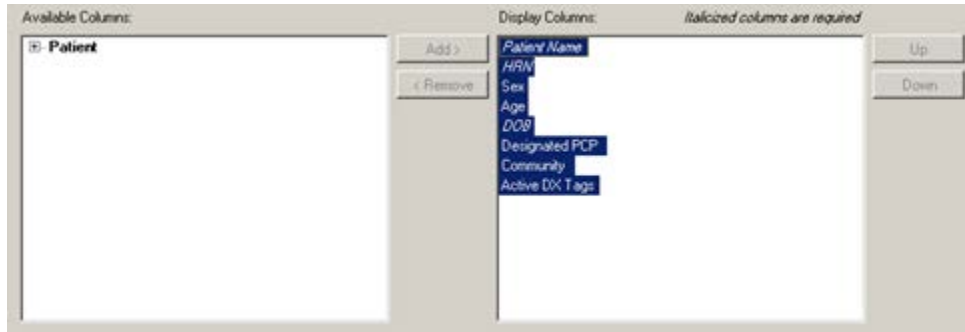 Available Columns:
Display Columns:
Italicized columns are required
Patient
Add >
< Remove
Patient Name
HRN
Sex
Age
DOB
Designated PCP
Community
Active DX Tags
Up
Down